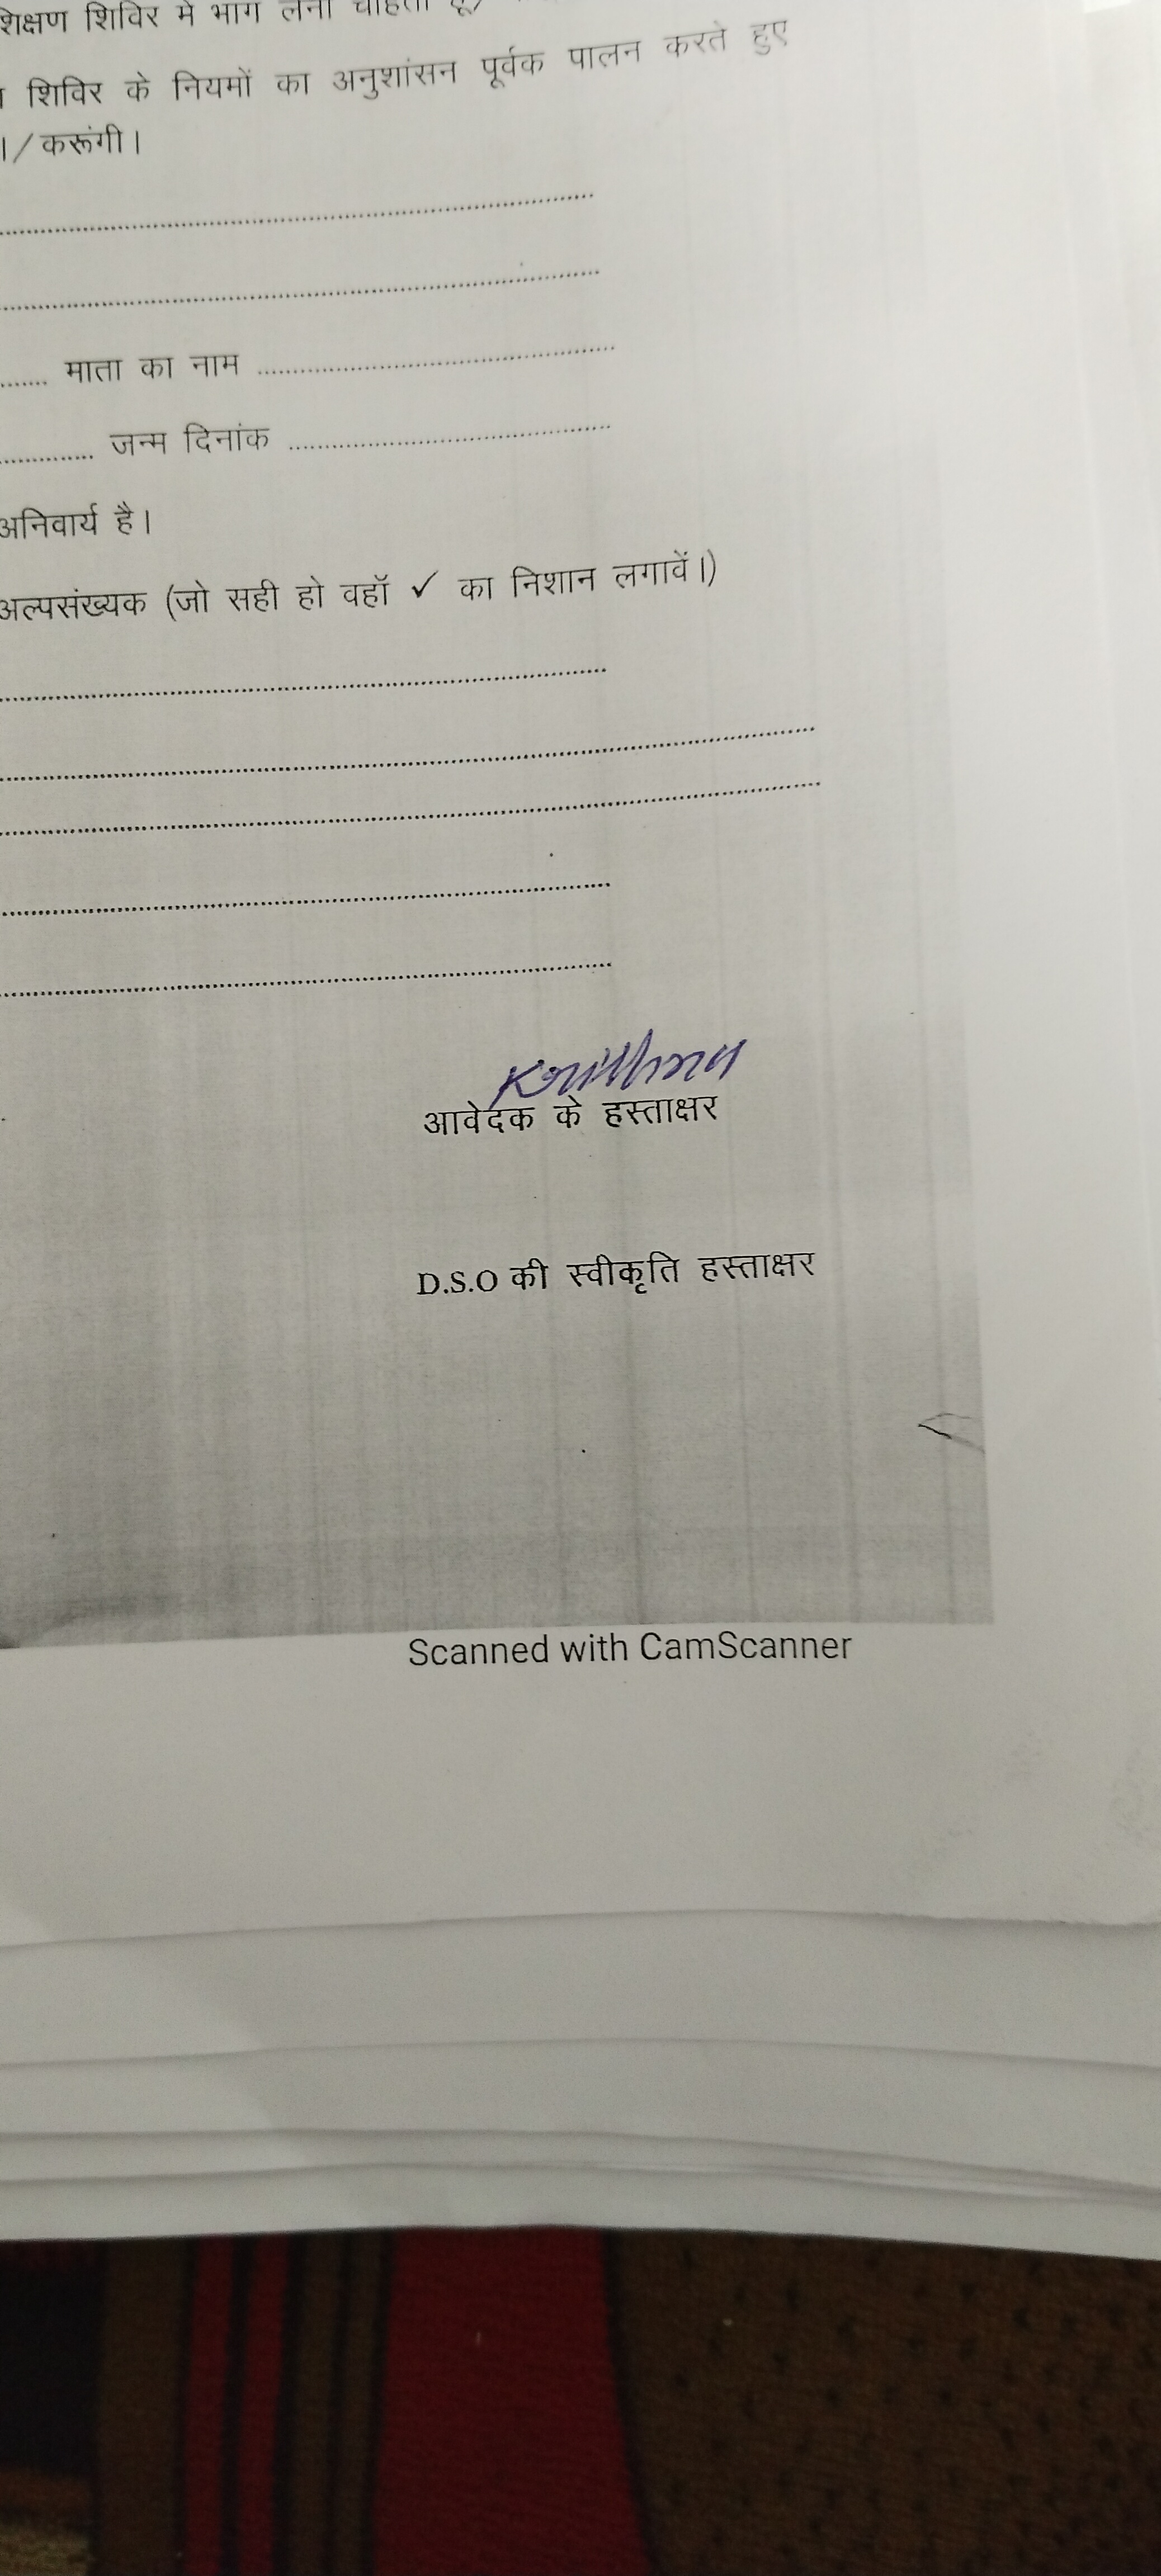 शिक्षण शिविर में भाग लेना चाहता हूं/
शिविर के नियमों का अनुशांसन पूर्वक पालन करते हुए
।/करूंगी।
....................................................
....................................................
....... माता का नाम ....................................................
.............. जन्म दिनांक ....................................................
अनिवार्य है।
अल्पसंख्यक (जो सही हो वहॉ ✓ का निशान लगावें।)
....................................................
....................................................
....................................................
....................................................
....................................................
आवेदक के हस्ताक्षर
D.S.O की स्वीकृति हस्ताक्षर
Scanned with CamScanner